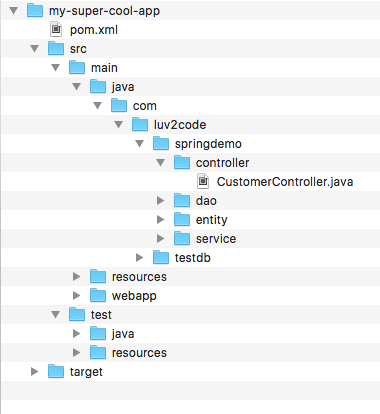 my-super-cool-app
pom.xml
src
main
java
com
luv2code
springdemo
controller
CustomerController.java
dao
entity
service
testdb
resources
webapp
test
java
resources
target